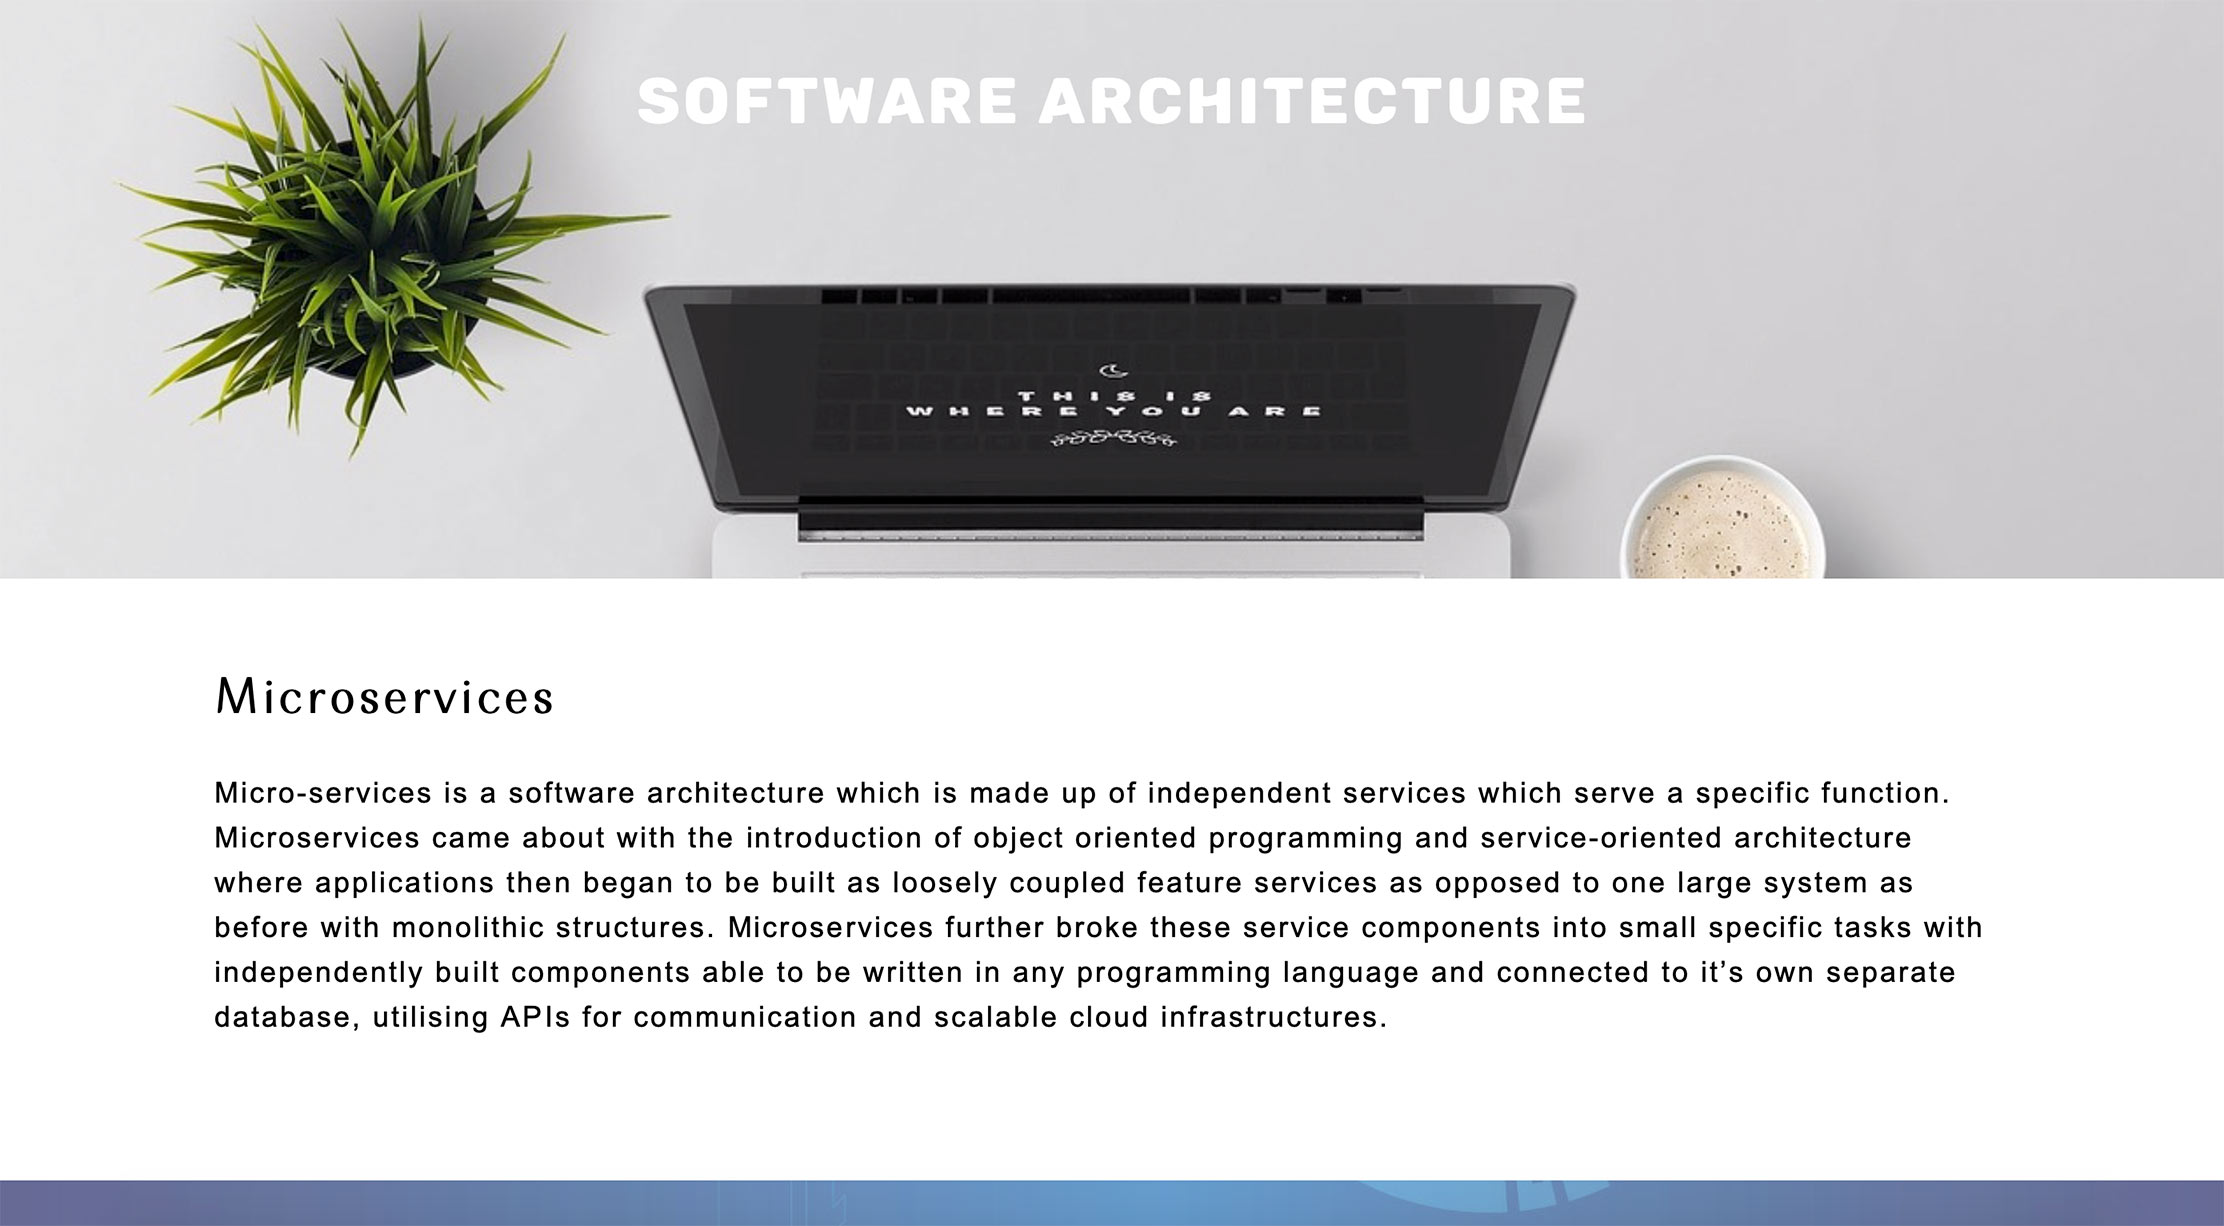 SOFTWARE ARCHITECTURE
THIS IS
WHERE YOU ARE
Microservices
Micro-services is a software architecture which is made up of independent services which serve a specific function.
Microservices came about with the introduction of object oriented programming and service-oriented architecture
where applications then began to be built as loosely coupled feature services as opposed to one large system as
before with monolithic structures. Microservices further broke these service components into small specific tasks with
independently built components able to be written in any programming language and connected to it’s own separate
database, utilising APIs for communication and scalable cloud infrastructures.